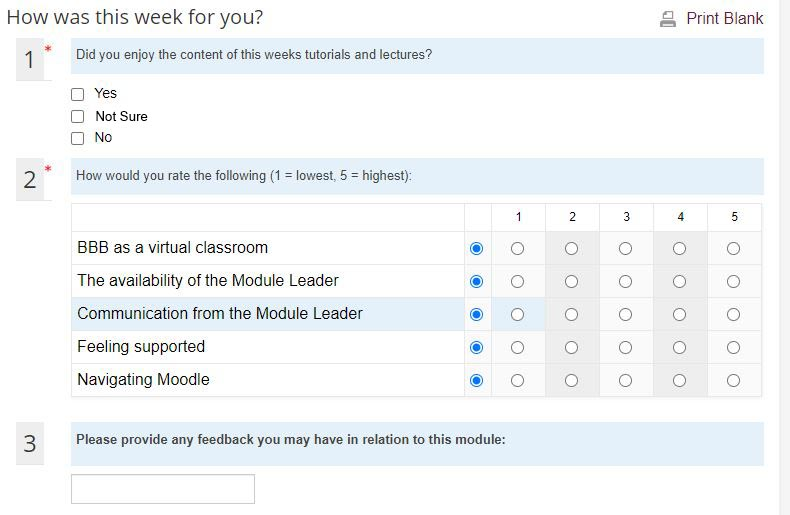 How was this week for you?
Print Blank
1 *
Did you enjoy the content of this weeks tutorials and lectures?
Yes
Not Sure
No
2 *
How would you rate the following (1 = lowest, 5 = highest):
1 2 3 4 5
BBB as a virtual classroom
The availability of the Module Leader
Communication from the Module Leader
Feeling supported
Navigating Moodle
3
Please provide any feedback you may have in relation to this module: